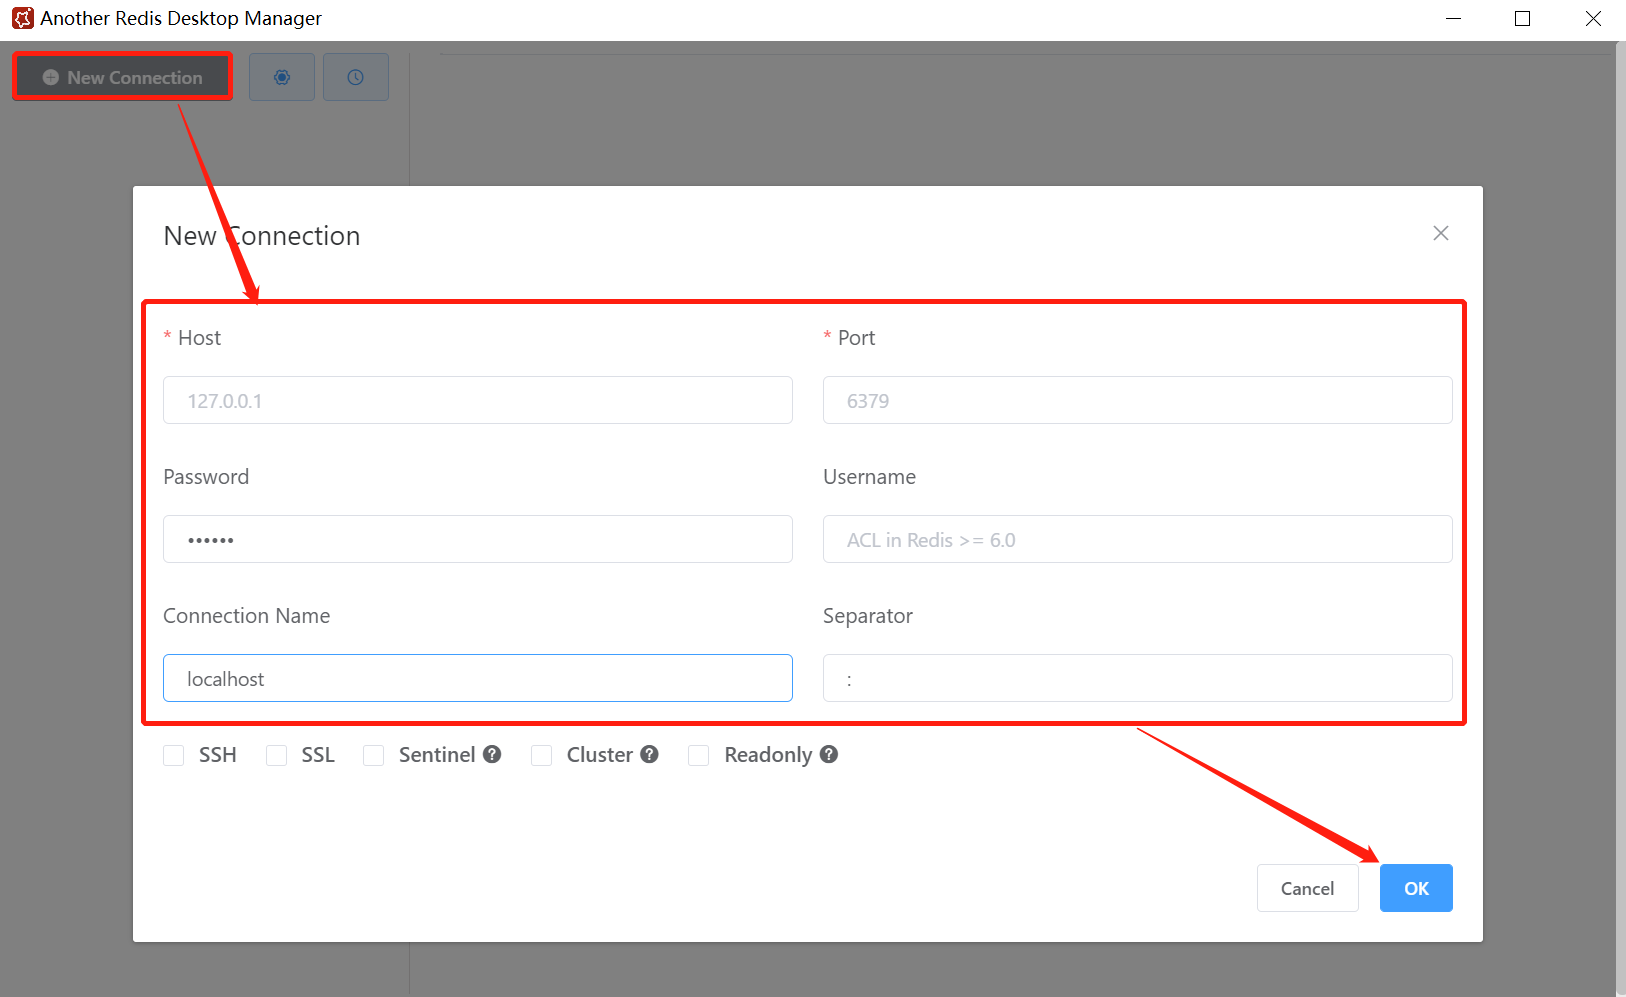 Another Redis Desktop Manager
New Connection
New Connection
* Host
* Port
127.0.0.1
6379
Password
Username
••••••
ACL in Redis >= 6.0
Connection Name
Separator
localhost
:
SSH SSL Sentinel ? Cluster ? Readonly ?
Cancel OK